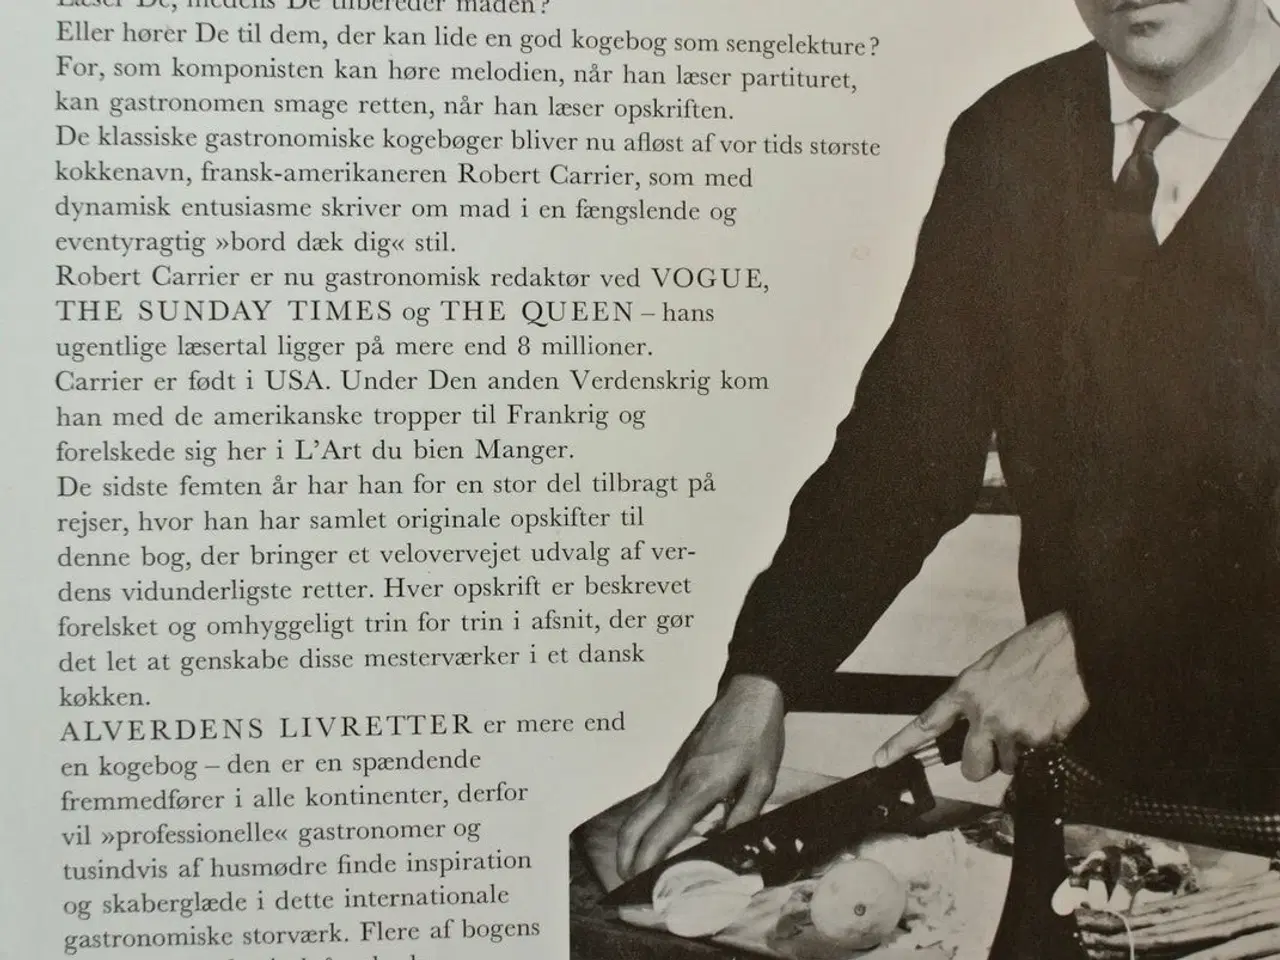 Læser De, medens De tilbereder maden?
Eller hører De til dem, der kan lide en god kogebog som sengelekture?
For, som komponisten kan høre melodien, når han læser partituret,
kan gastronomen smage retten, når han læser opskriften.
De klassiske gastronomiske kogebøger bliver nu afløst af vor tids største
kokkenavn, fransk-amerikaneren Robert Carrier, som med
dynamisk entusiasme skriver om mad i en fængslende og
eventyragtig »bord dæk dig« stil.
Robert Carrier er nu gastronomisk redaktør ved VOGUE,
THE SUNDAY TIMES og THE QUEEN – hans
ugentlige læsertal ligger på mere end 8 millioner.
Carrier er født i USA. Under Den anden Verdenskrig kom
han med de amerikanske tropper til Frankrig og
forelskede sig her i L’Art du bien Manger.
De sidste femten år har han for en stor del tilbragt på
rejser, hvor han har samlet originale opskifter til
denne bog, der bringer et velovervejet udvalg af ver-
dens vidunderligste retter. Hver opskrift er beskrevet
forelsket og omhyggeligt trin for trin i afsnit, der gør
det let at genskabe disse mesterværker i et dansk
køkken.
ALVERDENS LIVRETTER er mere end
en kogebog – den er en spændende
fremmedfører i alle kontinenter, derfor
vil »professionelle« gastronomer og
tusindvis af husmødre finde inspiration
og skaberglæde i dette internationale
gastronomiske storværk. Flere af bogens